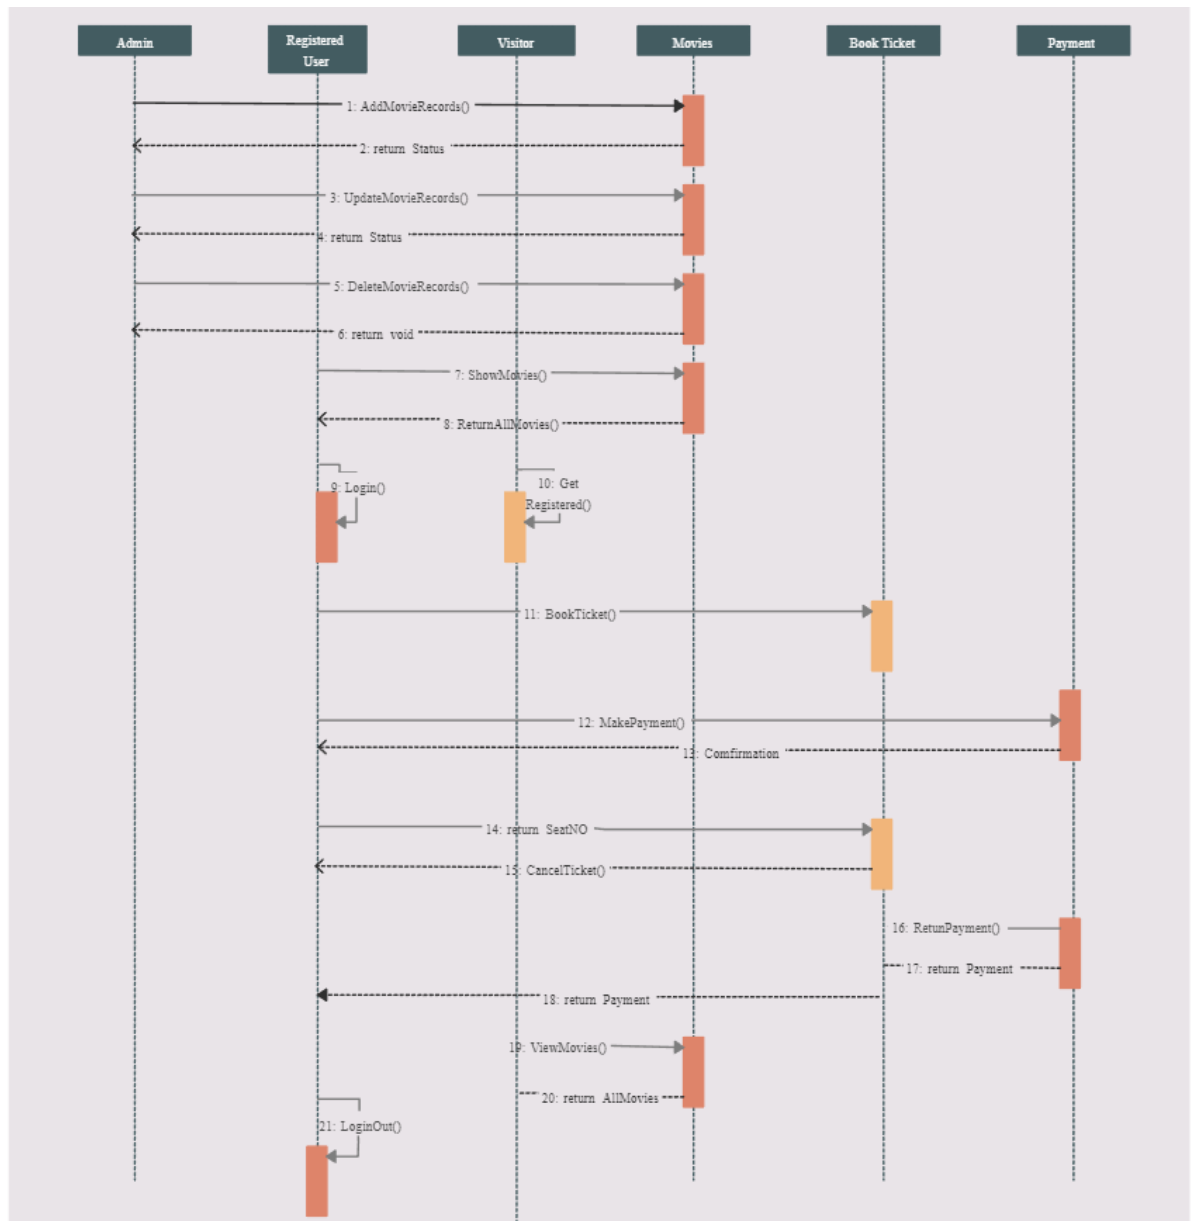 Admin
Registered
User
Visitor
Movies
Book Ticket
Payment
1: AddMovieRecords()
2: return Status
3: UpdateMovieRecords()
4: return Status
5: DeleteMovieRecords()
6: return void
7: ShowMovies()
8: ReturnAllMovies()
9: Login()
10: Get
Registered()
11: BookTicket()
12: MakePayment()
13: Comfirmation
14: return SeatNO
15: CancelTicket()
16: RetunPayment()
17: return Payment
18: return Payment
19: ViewMovies()
20: return AllMovies
21: LoginOut()